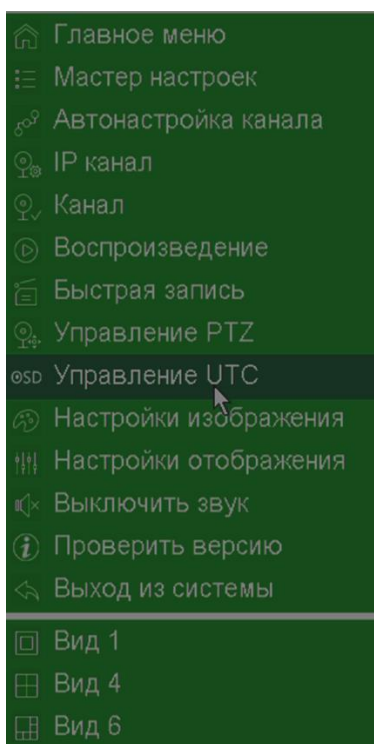 Главное меню
Мастер настроек
Автонастройка канала
IP канал
Канал
Воспроизведение
Быстрая запись
Управление PTZ
OSD Управление UTC
Настройки изображения
Настройки отображения
Выключить звук
Проверить версию
Выход из системы
Вид 1
Вид 4
Вид 6